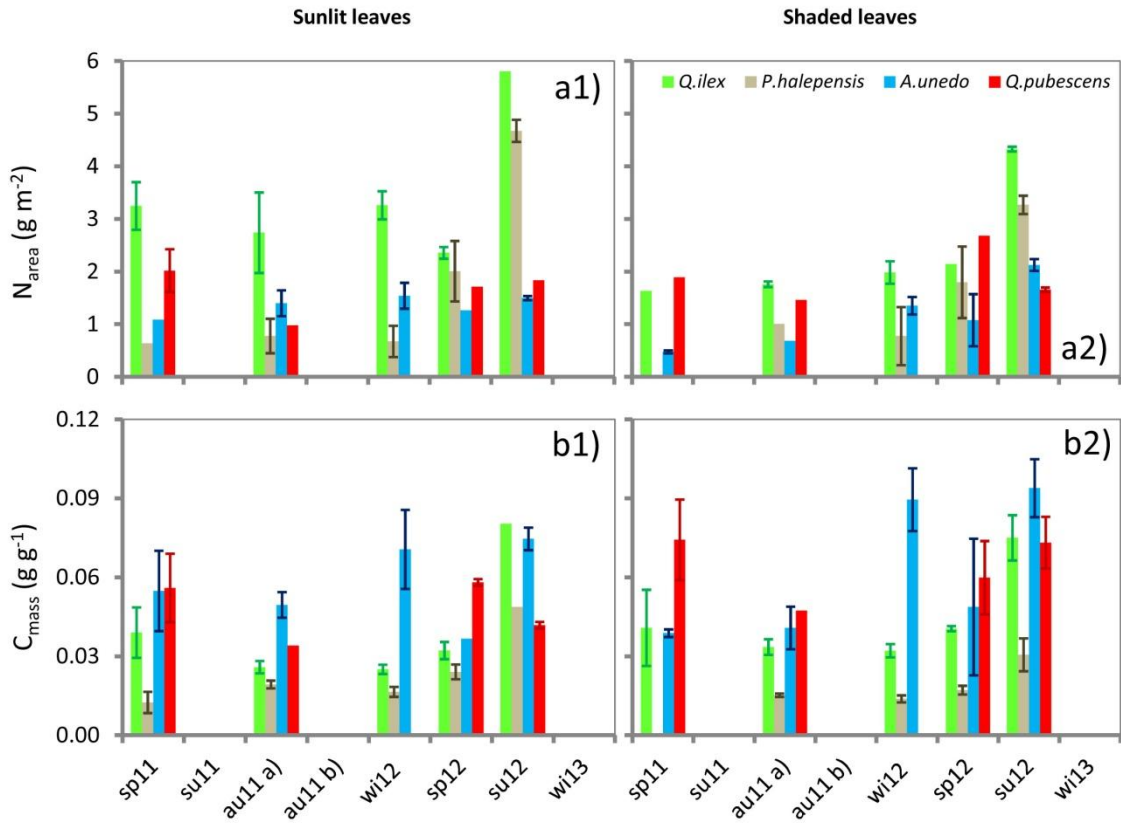 Sunlit leaves
Shaded leaves
6
5
4
3
2
1
0
N_area (g m⁻²)
a1)
Q.ilex P.halepensis A.unedo Q.pubescens
a2)
0.12
0.09
0.06
0.03
0.00
C_mass (g g⁻¹)
b1)
b2)
sp11
su11
au11 a)
au11 b)
wi12
sp12
su12
wi13
sp11
su11
au11 a)
au11 b)
wi12
sp12
su12
wi13